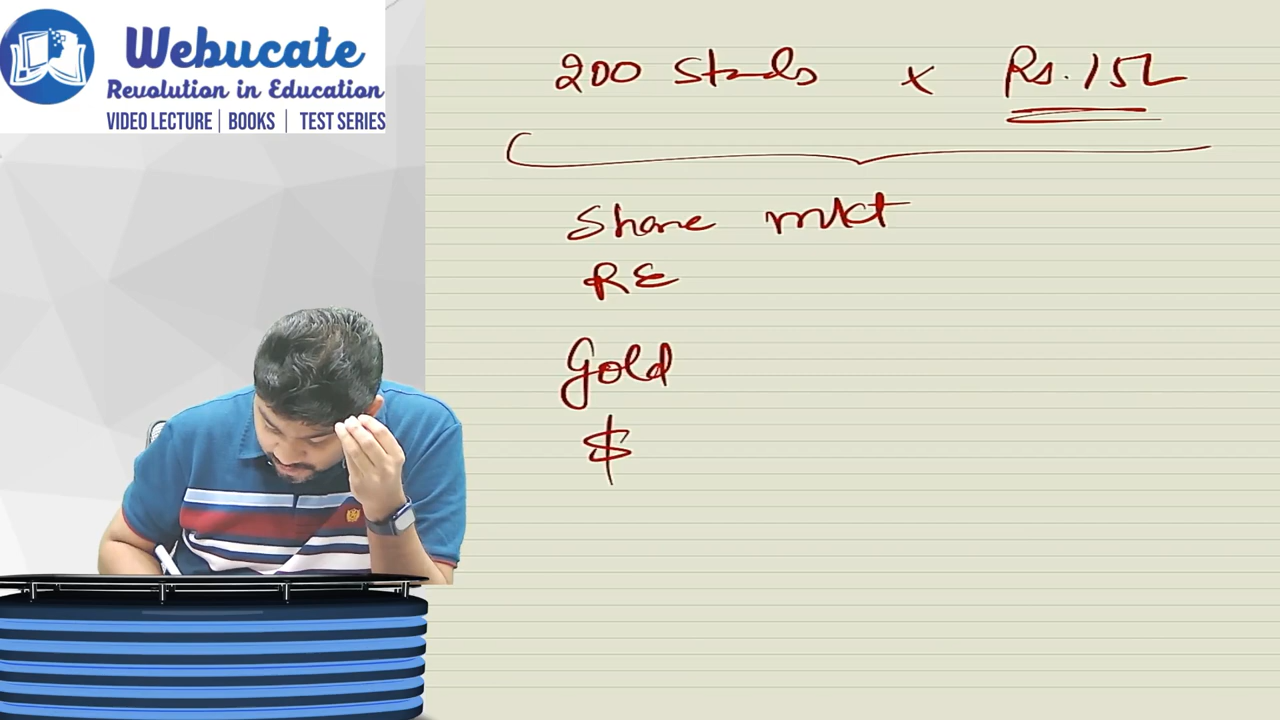 Webucate
Revolution in Education
VIDEO LECTURE | BOOKS | TEST SERIES
200 Studs x Rs. 15L
Share mkt
RE
Gold
$